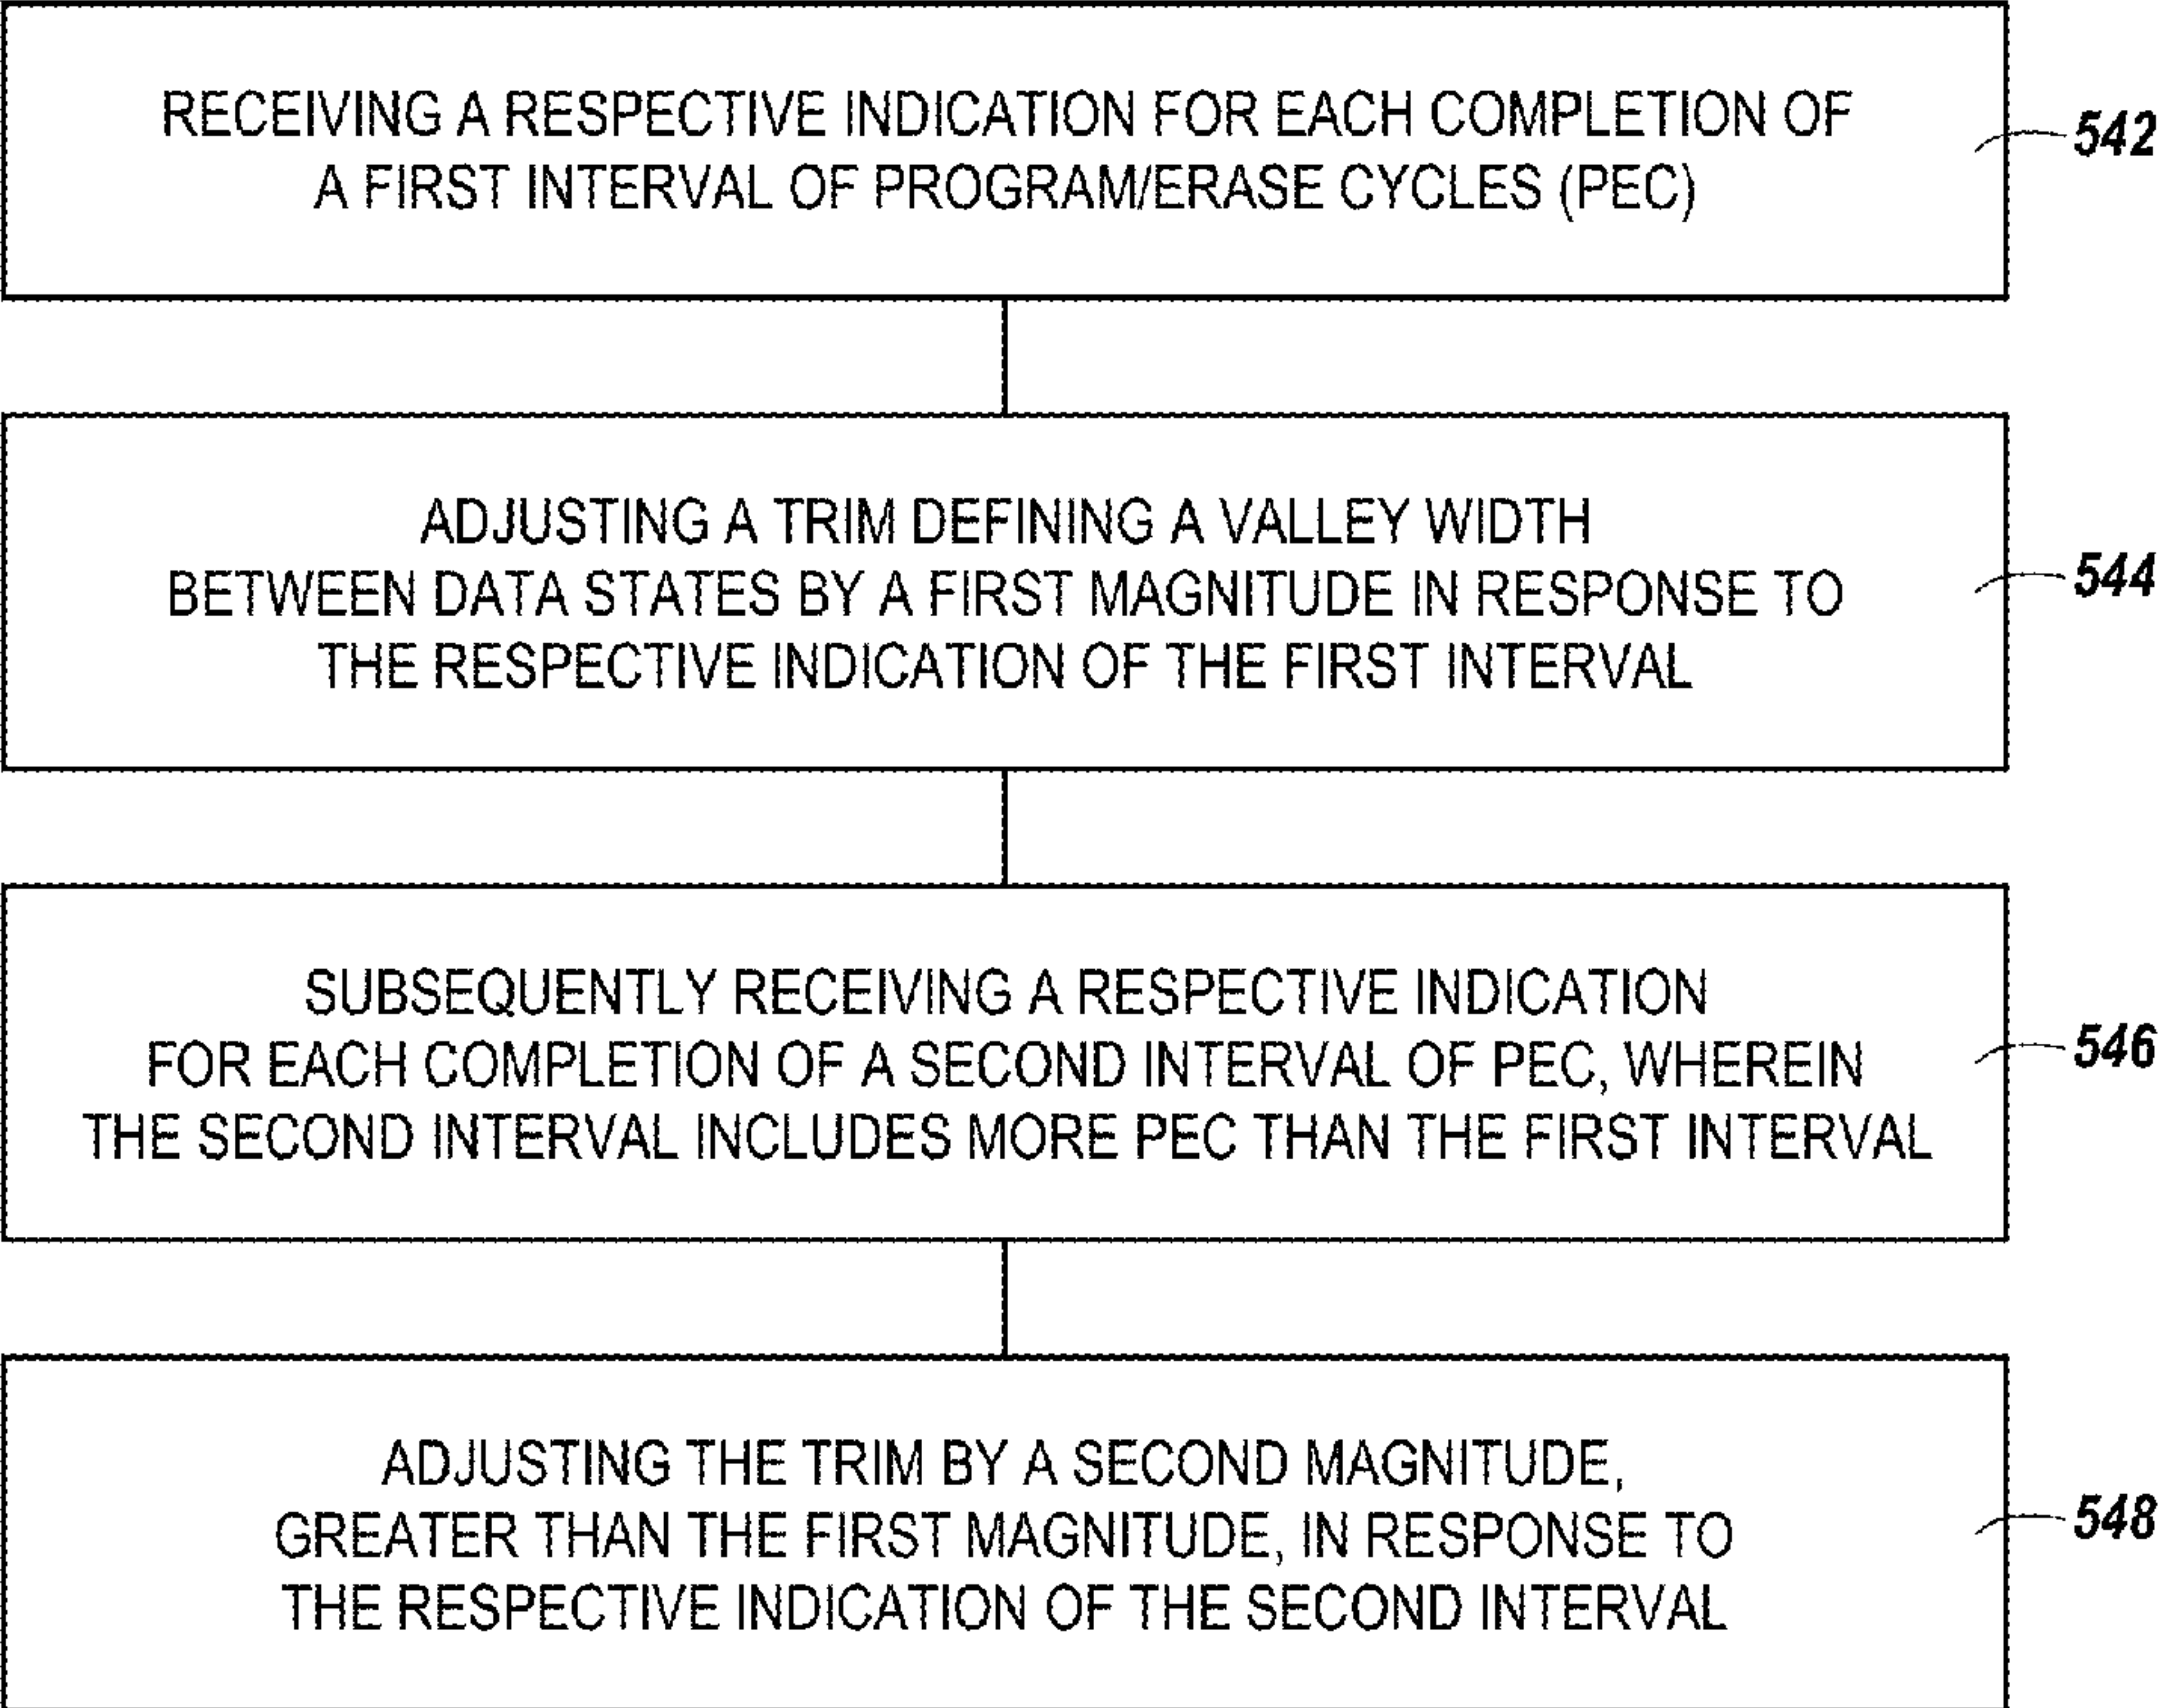 RECEIVING A RESPECTIVE INDICATION FOR EACH COMPLETION OF
A FIRST INTERVAL OF PROGRAM/ERASE CYCLES (PEC)
542
ADJUSTING A TRIM DEFINING A VALLEY WIDTH
BETWEEN DATA STATES BY A FIRST MAGNITUDE IN RESPONSE TO
THE RESPECTIVE INDICATION OF THE FIRST INTERVAL
544
SUBSEQUENTLY RECEIVING A RESPECTIVE INDICATION
FOR EACH COMPLETION OF A SECOND INTERVAL OF PEC, WHEREIN
THE SECOND INTERVAL INCLUDES MORE PEC THAN THE FIRST INTERVAL
546
ADJUSTING THE TRIM BY A SECOND MAGNITUDE,
GREATER THAN THE FIRST MAGNITUDE, IN RESPONSE TO
THE RESPECTIVE INDICATION OF THE SECOND INTERVAL
548